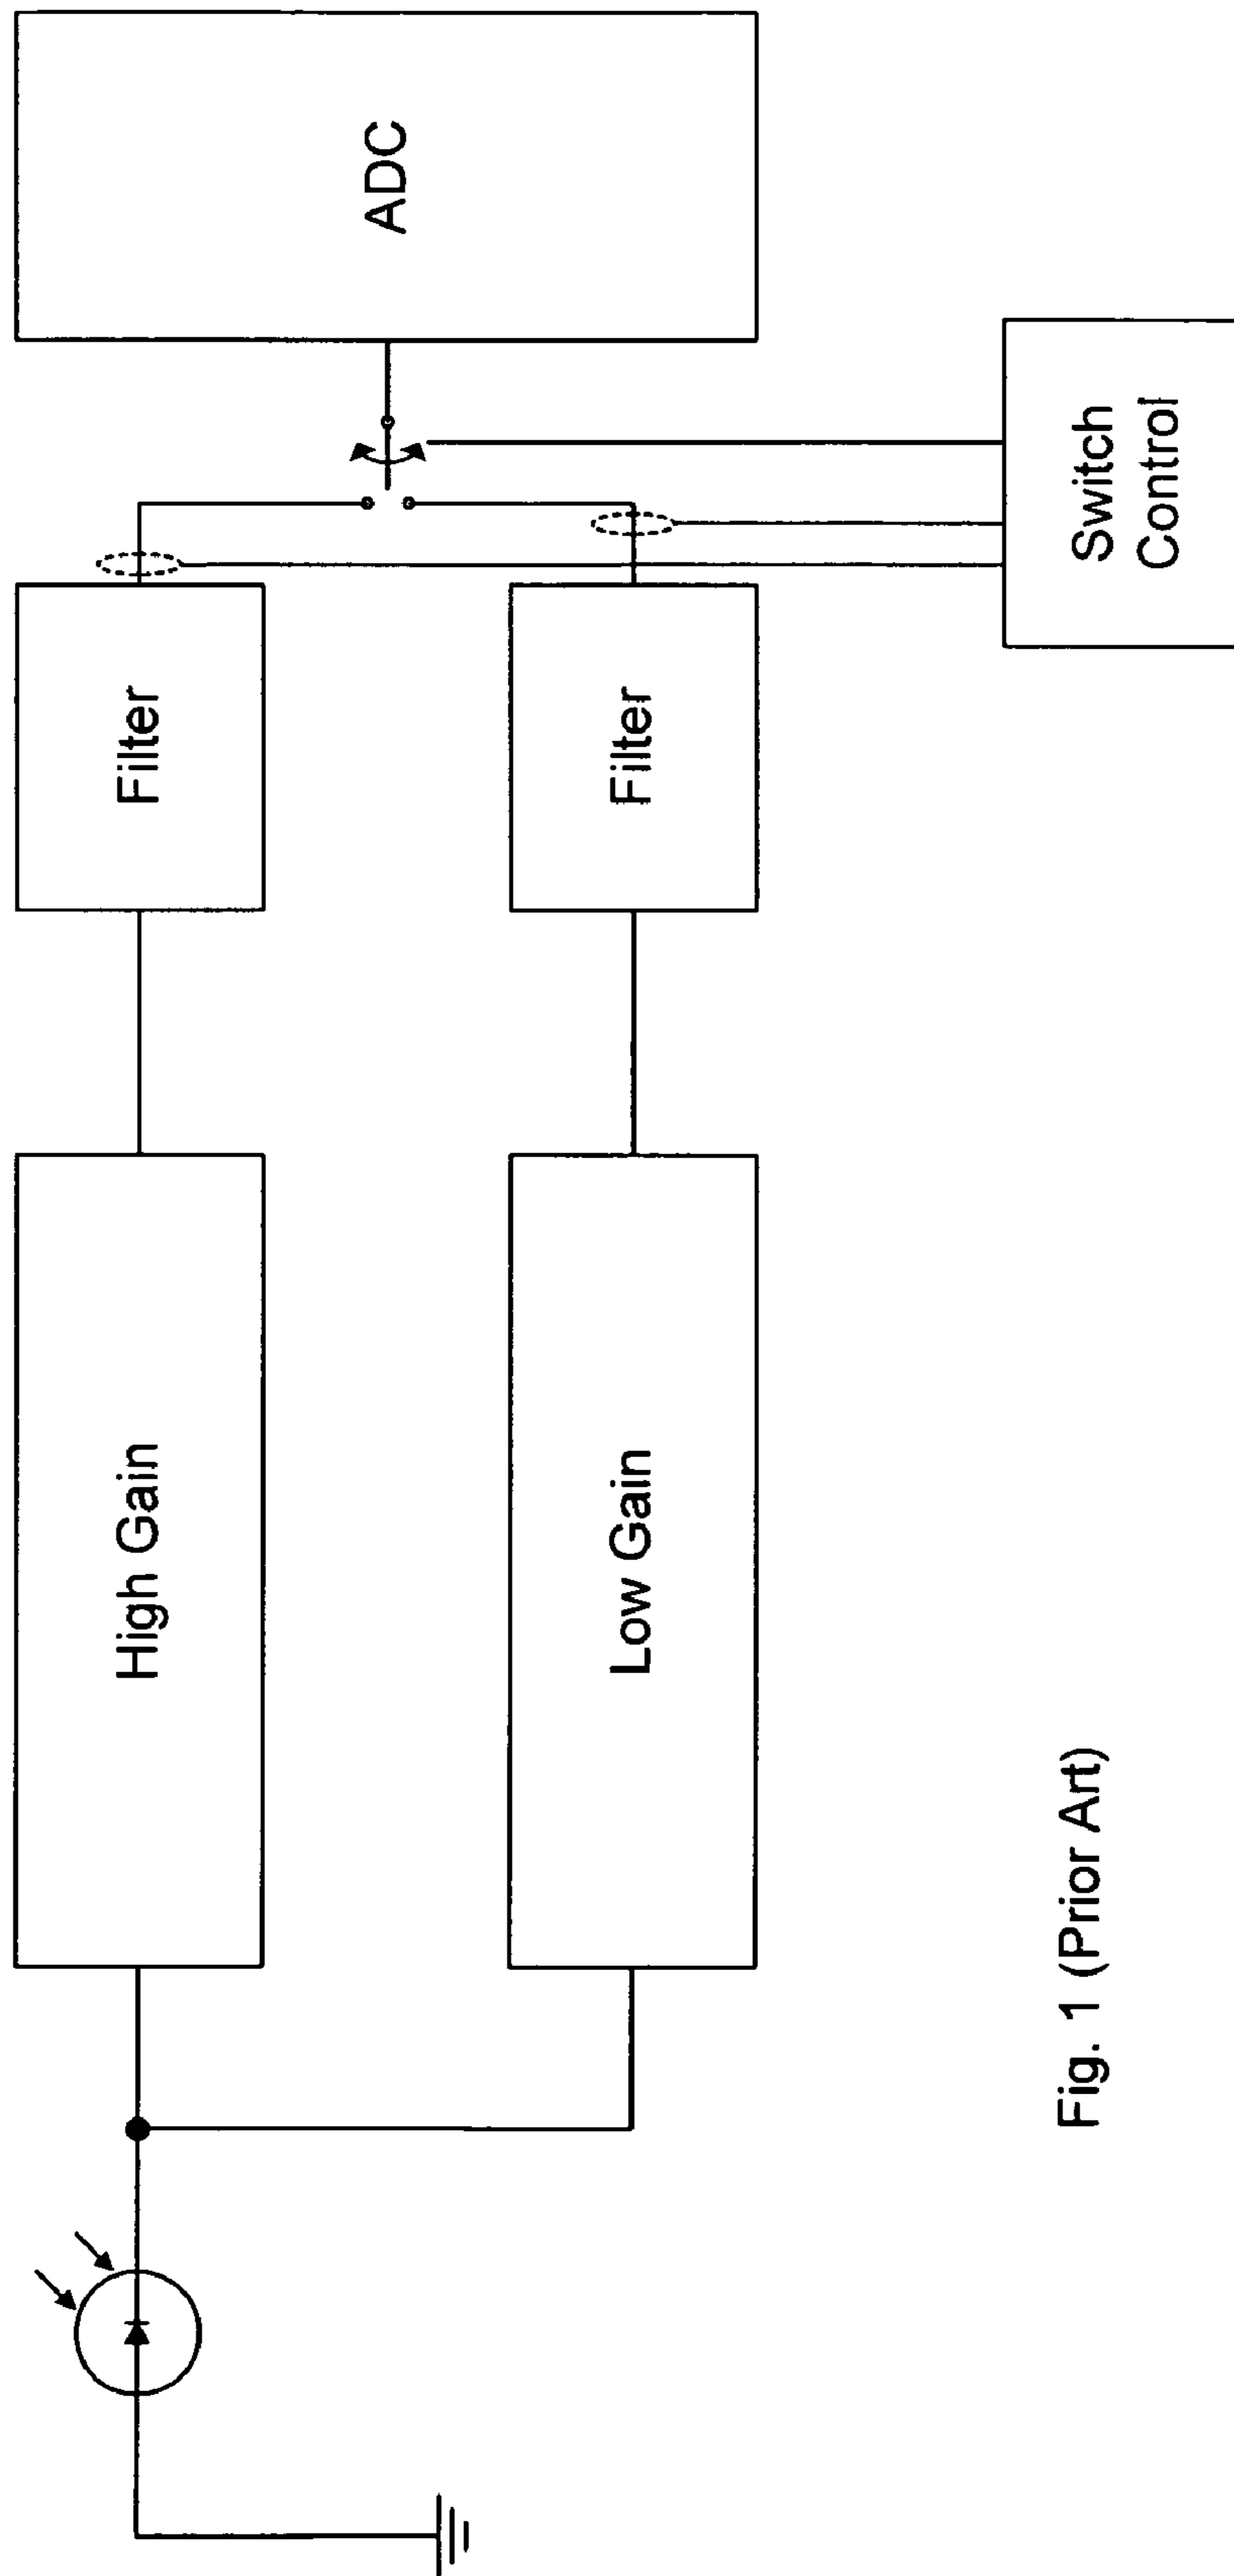 High Gain
Filter
ADC
Low Gain
Filter
Switch
Control
Fig. 1 (Prior Art)